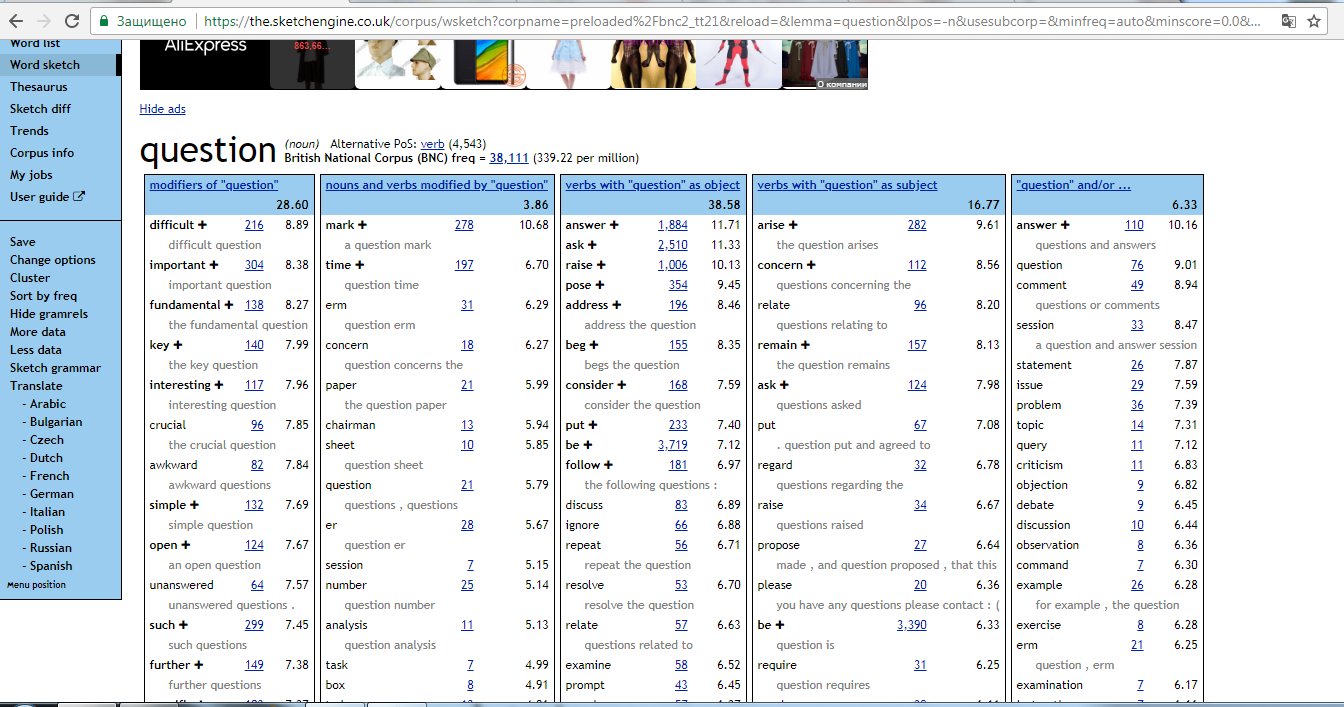 Защищено https://the.sketchengine.co.uk/corpus/wsketch?corpname=preloaded%2Fbnc2_tt21&reload=&lemma=question&lpos=-n&usesubcorp=&minfreq=auto&minscore=0.0&...
Word list
Word sketch
Thesaurus
Sketch diff
Trends
Corpus info
My jobs
User guide
Save
Change options
Cluster
Sort by freq
Hide gramrels
More data
Less data
Sketch grammar
Translate
- Arabic
- Bulgarian
- Czech
- Dutch
- French
- German
- Italian
- Polish
- Russian
- Spanish
Menu position
AliExpress
863,66...
О компании
Hide ads
question (noun) Alternative PoS: verb (4,543)
British National Corpus (BNC) freq = 38,111 (339.22 per million)
modifiers of "question"
28.60
difficult + 216 8.89
difficult question
important + 304 8.38
important question
fundamental + 138 8.27
the fundamental question
key + 140 7.99
the key question
interesting + 117 7.96
interesting question
crucial 96 7.85
the crucial question
awkward 82 7.84
awkward questions
simple + 132 7.69
simple question
open + 124 7.67
an open question
unanswered 64 7.57
unanswered questions .
such + 299 7.45
such questions
further + 149 7.38
further questions
nouns and verbs modified by "question"
3.86
mark + 278 10.68
a question mark
time + 197 6.70
question time
erm 31 6.29
question erm
concern 18 6.27
question concerns the
paper 21 5.99
the question paper
chairman 13 5.94
sheet 10 5.85
question sheet
question 21 5.79
questions , questions
er 28 5.67
question er
session 7 5.15
number 25 5.14
question number
analysis 11 5.13
question analysis
task 7 4.99
box 8 4.91
verbs with "question" as object
38.58
answer + 1,884 11.71
ask + 2,510 11.33
raise + 1,006 10.13
pose + 354 9.45
address + 196 8.46
address the question
beg + 155 8.35
begs the question
consider + 168 7.59
consider the question
put + 233 7.40
be + 3,719 7.12
follow + 181 6.97
the following questions :
discuss 83 6.89
ignore 66 6.88
repeat 56 6.71
repeat the question
resolve 53 6.70
resolve the question
relate 57 6.63
questions related to
examine 58 6.52
prompt 43 6.45
verbs with "question" as subject
16.77
arise + 282 9.61
the question arises
concern + 112 8.56
questions concerning the
relate 96 8.20
questions relating to
remain + 157 8.13
the question remains
ask + 124 7.98
questions asked
put 67 7.08
. question put and agreed to
regard 32 6.78
questions regarding the
raise 34 6.67
questions raised
propose 27 6.64
made , and question proposed , that this
please 20 6.36
you have any questions please contact : (
be + 3,390 6.33
question is
require 31 6.25
question requires
"question" and/or ...
6.33
answer + 110 10.16
questions and answers
question 76 9.01
comment 49 8.94
questions or comments
session 33 8.47
a question and answer session
statement 26 7.87
issue 29 7.59
problem 36 7.39
topic 14 7.31
query 11 7.12
criticism 11 6.83
objection 9 6.82
debate 9 6.45
discussion 10 6.44
observation 8 6.36
command 7 6.30
example 26 6.28
for example , the question
exercise 8 6.28
erm 21 6.25
question , erm
examination 7 6.17